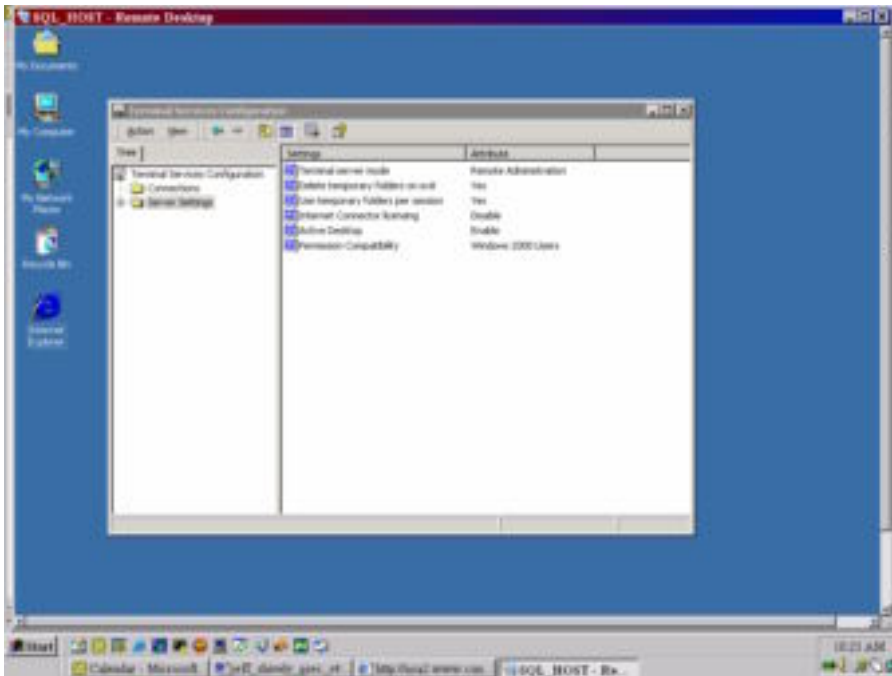 SQL_HOST - Remote Desktop
My Documents
My Computer
My Network
Places
Recycle Bin
Internet
Explorer
Terminal Services Configuration
Action View
Tree
Terminal Services Configuration
Connections
Server Settings
Setting Attribute
Terminal server mode Remote Administration
Delete temporary folders on exit Yes
Use temporary folders per session Yes
Internet Connector licensing Disable
Active Desktop Enable
Permission Compatibility Windows 2000 Users
Start
Calendar - Microsoft
SQL_HOST - Re...